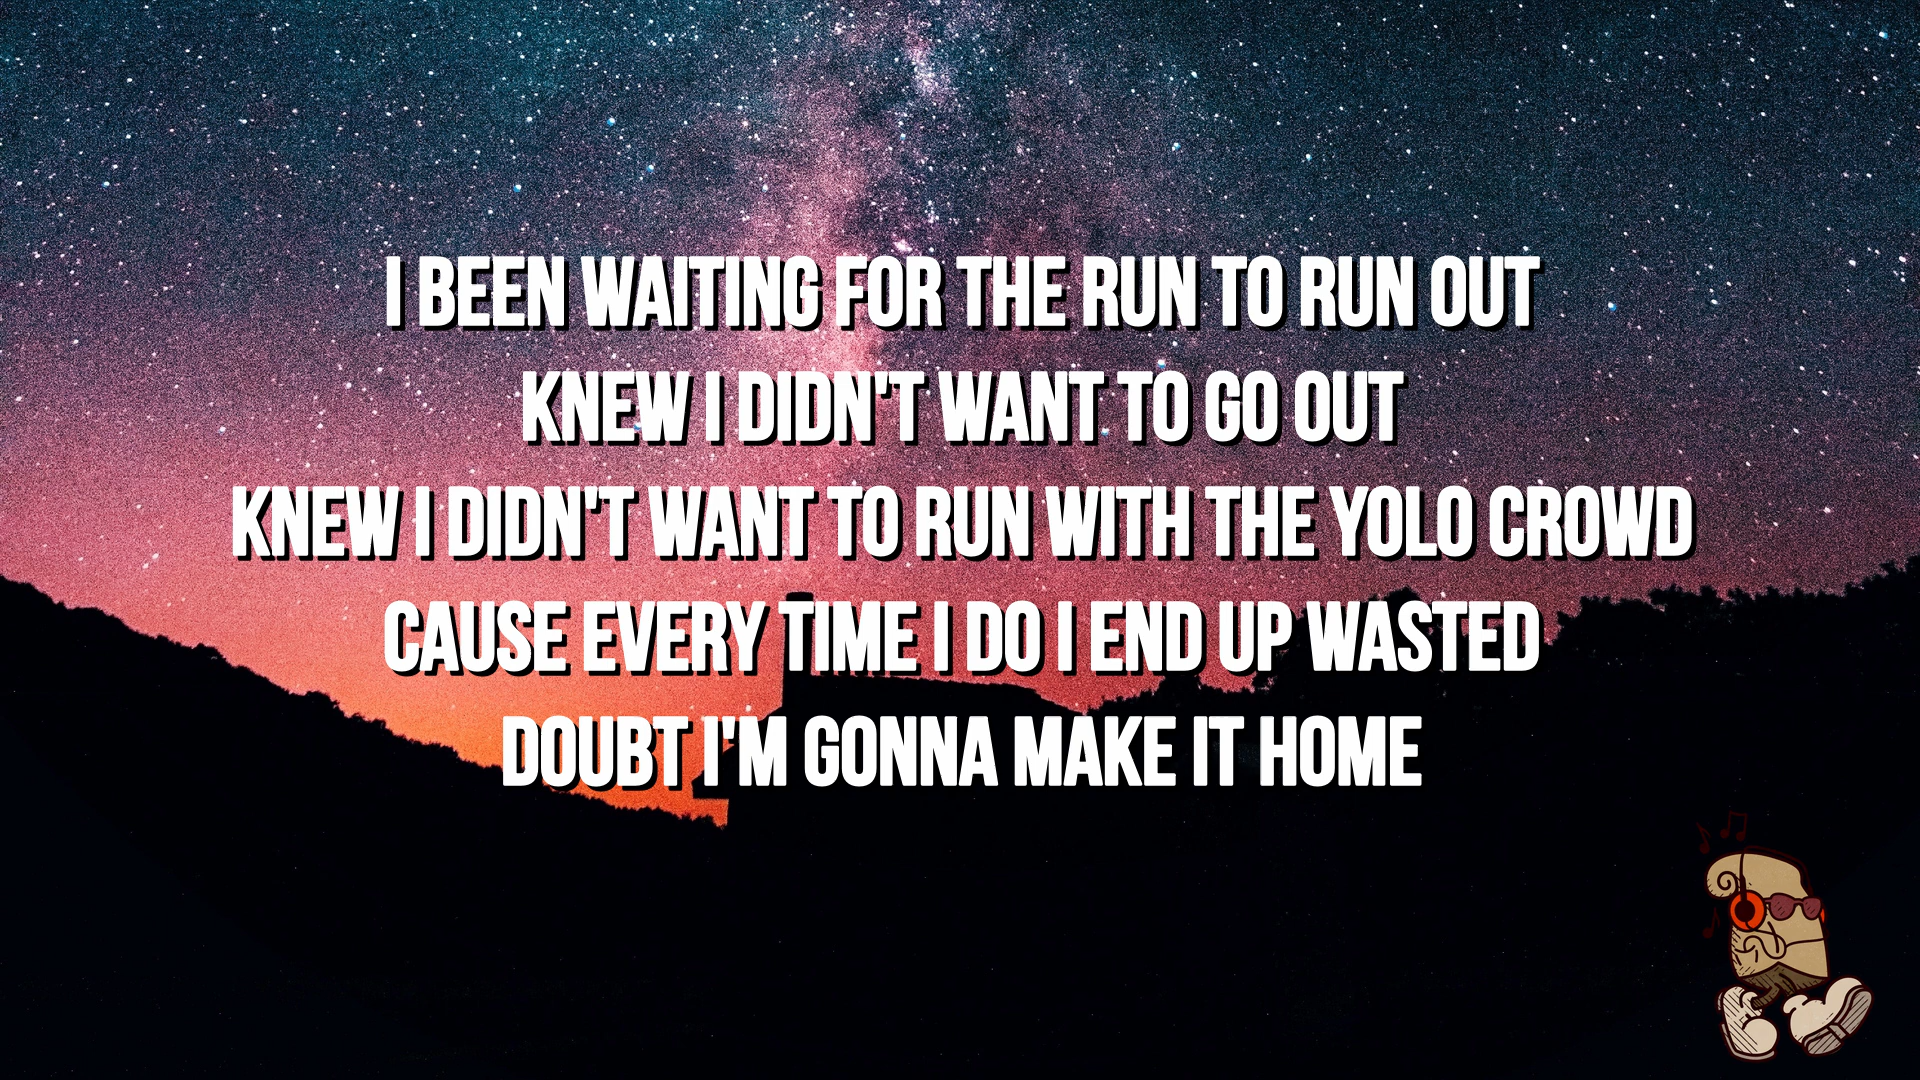 I BEEN WAITING FOR THE RUN TO RUN OUT
KNEW I DIDN'T WANT TO GO OUT
KNEW I DIDN'T WANT TO RUN WITH THE YOLO CROWD
CAUSE EVERY TIME I DO I END UP WASTED
DOUBT I'M GONNA MAKE IT HOME